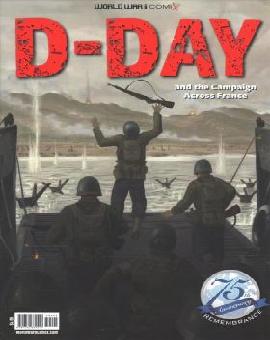 WORLD WAR II COMIX
D-DAY
and the Campaign
Across France
75th
Anniversary
REMEMBRANCE